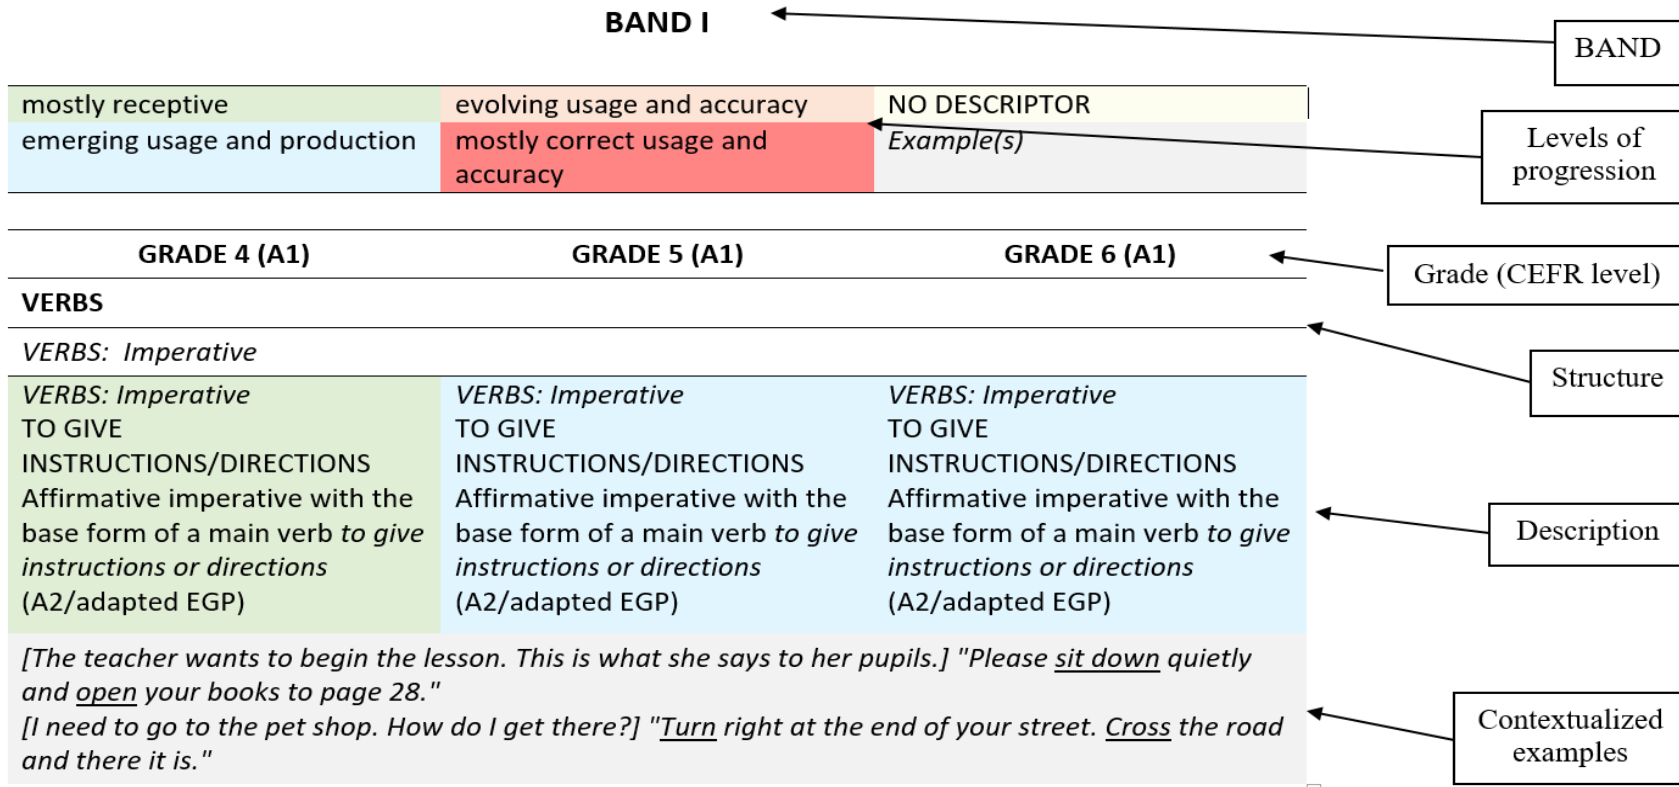 BAND I
BAND
mostly receptive
evolving usage and accuracy
NO DESCRIPTOR
emerging usage and production
mostly correct usage and
accuracy
Example(s)
Levels of
progression
GRADE 4 (A1)
GRADE 5 (A1)
GRADE 6 (A1)
Grade (CEFR level)
VERBS
VERBS: Imperative
Structure
VERBS: Imperative
TO GIVE
INSTRUCTIONS/DIRECTIONS
Affirmative imperative with the
base form of a main verb to give
instructions or directions
(A2/adapted EGP)
VERBS: Imperative
TO GIVE
INSTRUCTIONS/DIRECTIONS
Affirmative imperative with the
base form of a main verb to give
instructions or directions
(A2/adapted EGP)
VERBS: Imperative
TO GIVE
INSTRUCTIONS/DIRECTIONS
Affirmative imperative with the
base form of a main verb to give
instructions or directions
(A2/adapted EGP)
Description
[The teacher wants to begin the lesson. This is what she says to her pupils.] "Please sit down quietly
and open your books to page 28."
[I need to go to the pet shop. How do I get there?] "Turn right at the end of your street. Cross the road
and there it is."
Contextualized
examples